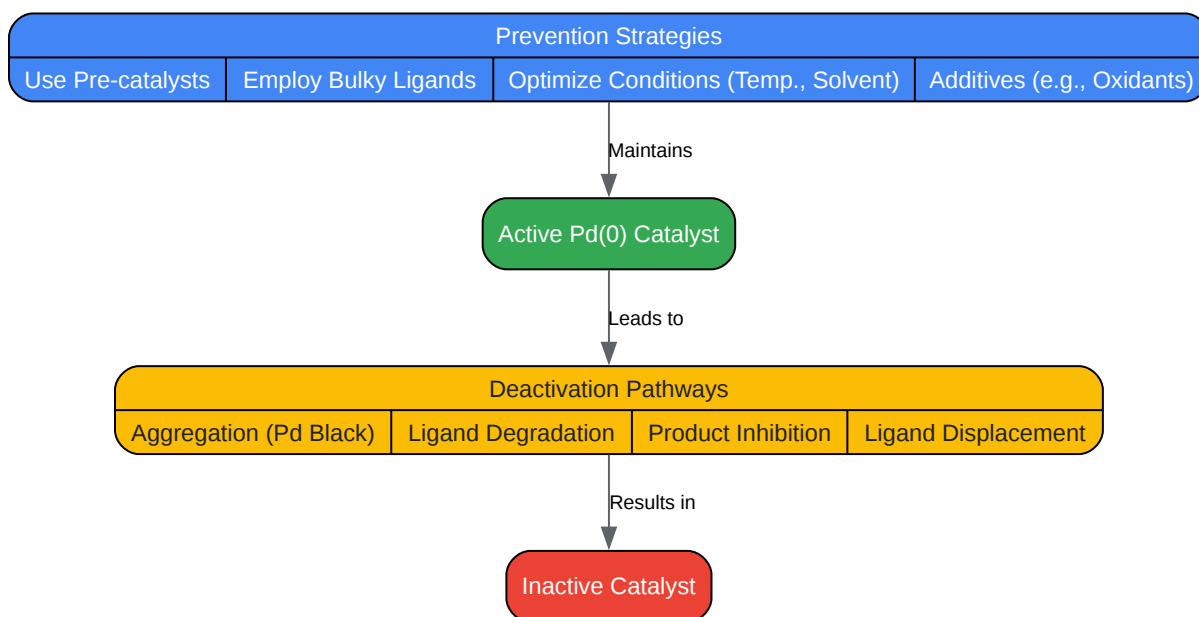 Prevention Strategies
Use Pre-catalysts
Employ Bulky Ligands
Optimize Conditions (Temp., Solvent)
Additives (e.g., Oxidants)
Maintains
Active Pd(0) Catalyst
Leads to
Deactivation Pathways
Aggregation (Pd Black)
Ligand Degradation
Product Inhibition
Ligand Displacement
Results in
Inactive Catalyst